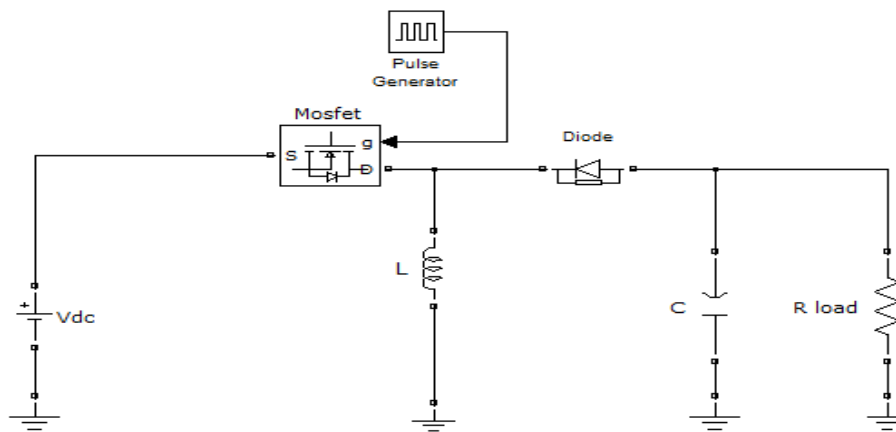 Pulse
Generator
Mosfet
g
S
D
Diode
L
+
Vdc
C
R load